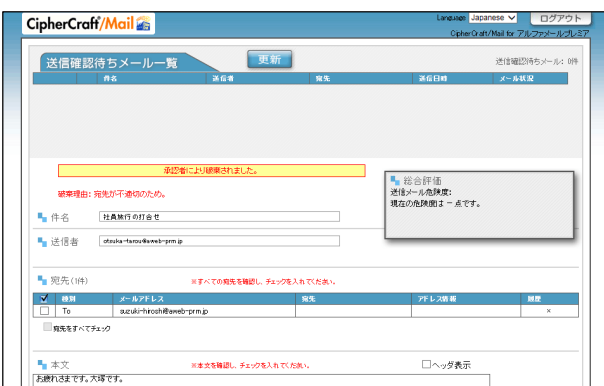 CipherCraft/Mail
Language Japanese ログアウト
CipherCraft/Mail for アルファメールプレミア
送信確認待ちメール一覧 更新 送信確認待ちメール: 0件
件名 送信者 宛先 送信日時 メール状況
承認者により破棄されました。
破棄理由: 宛先が不適切のため。
総合評価
送信メール危険度:
現在の危険度は － 点です。
件名 社員旅行の打合せ
送信者 otsuka-tarou@aweb-prm.jp
宛先(1件) ※すべての宛先を確認し、チェックを入れてください。
種別 メールアドレス 宛先 アドレス情報 履歴
To suzuki-hiroshi@aweb-prm.jp ×
宛先をすべてチェック
本文 ※本文を確認し、チェックを入れてください。 ヘッダ表示
お疲れさまです。大塚です。